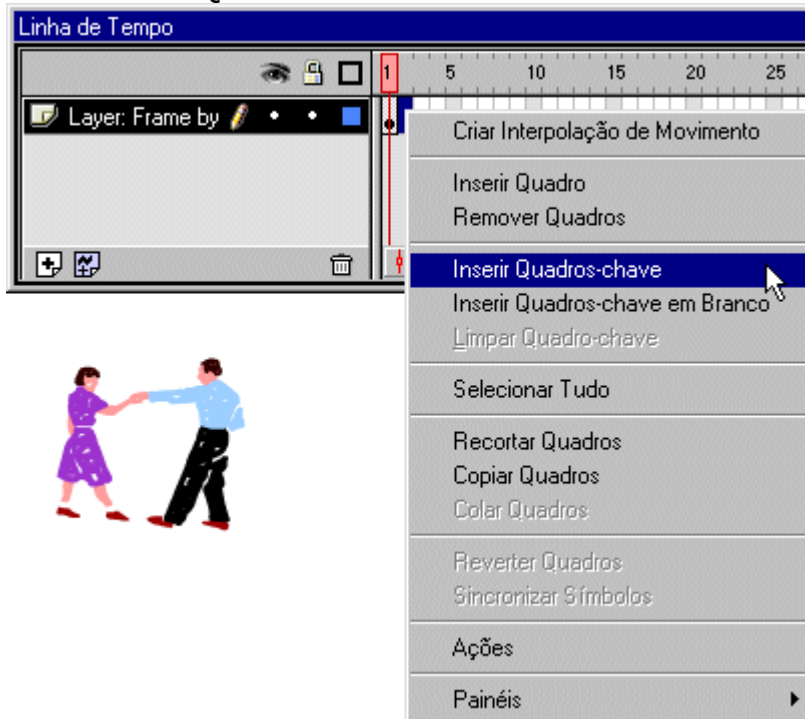 Linha de Tempo
1 5 10 15 20 25
Layer: Frame by
Criar Interpolação de Movimento
Inserir Quadro
Remover Quadros
Inserir Quadros-chave
Inserir Quadros-chave em Branco
Limpar Quadro-chave
Selecionar Tudo
Recortar Quadros
Copiar Quadros
Colar Quadros
Reverter Quadros
Sincronizar Símbolos
Ações
Painéis